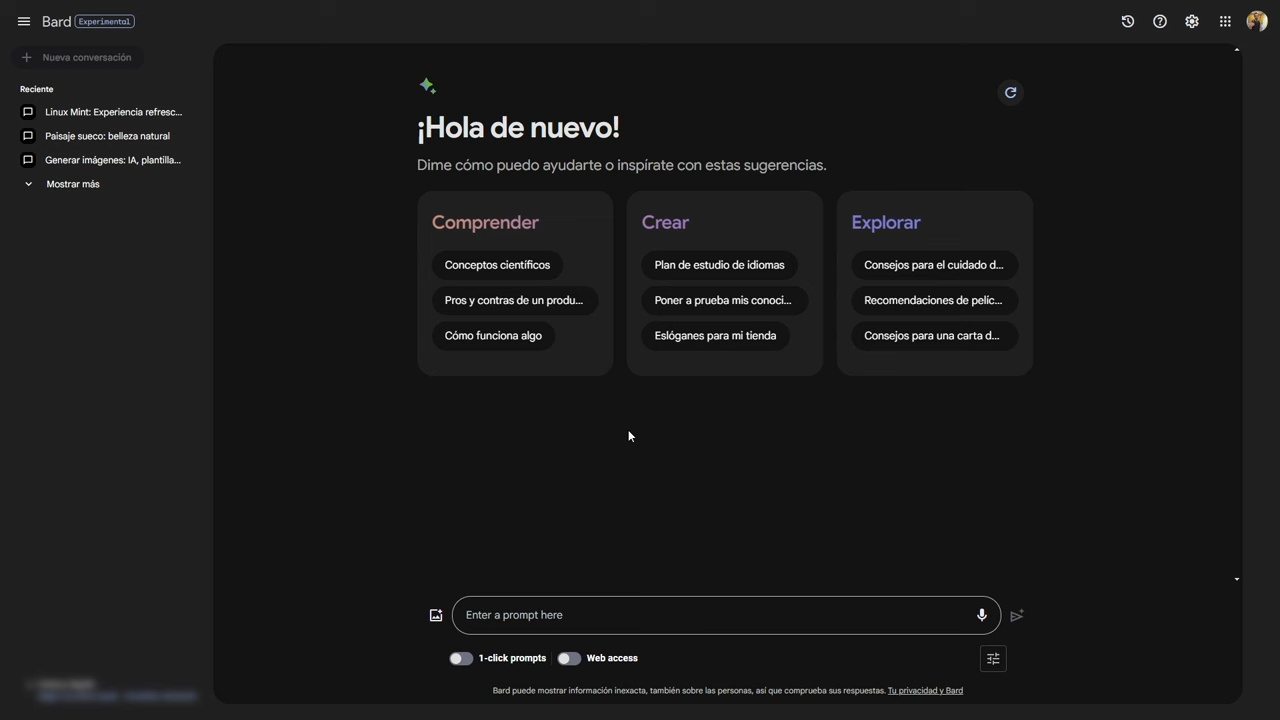 Bard Experimental
Nueva conversación
Reciente
Linux Mint: Experiencia refresc...
Paisaje sueco: belleza natural
Generar imágenes: IA, plantilla...
Mostrar más
¡Hola de nuevo!
Dime cómo puedo ayudarte o inspírate con estas sugerencias.
Comprender
Conceptos científicos
Pros y contras de un produ...
Cómo funciona algo
Crear
Plan de estudio de idiomas
Poner a prueba mis conoci...
Eslóganes para mi tienda
Explorar
Consejos para el cuidado d...
Recomendaciones de pelíc...
Consejos para una carta d...
Enter a prompt here
1-click prompts
Web access
Bard puede mostrar información inexacta, también sobre las personas, así que comprueba sus respuestas. Tu privacidad y Bard